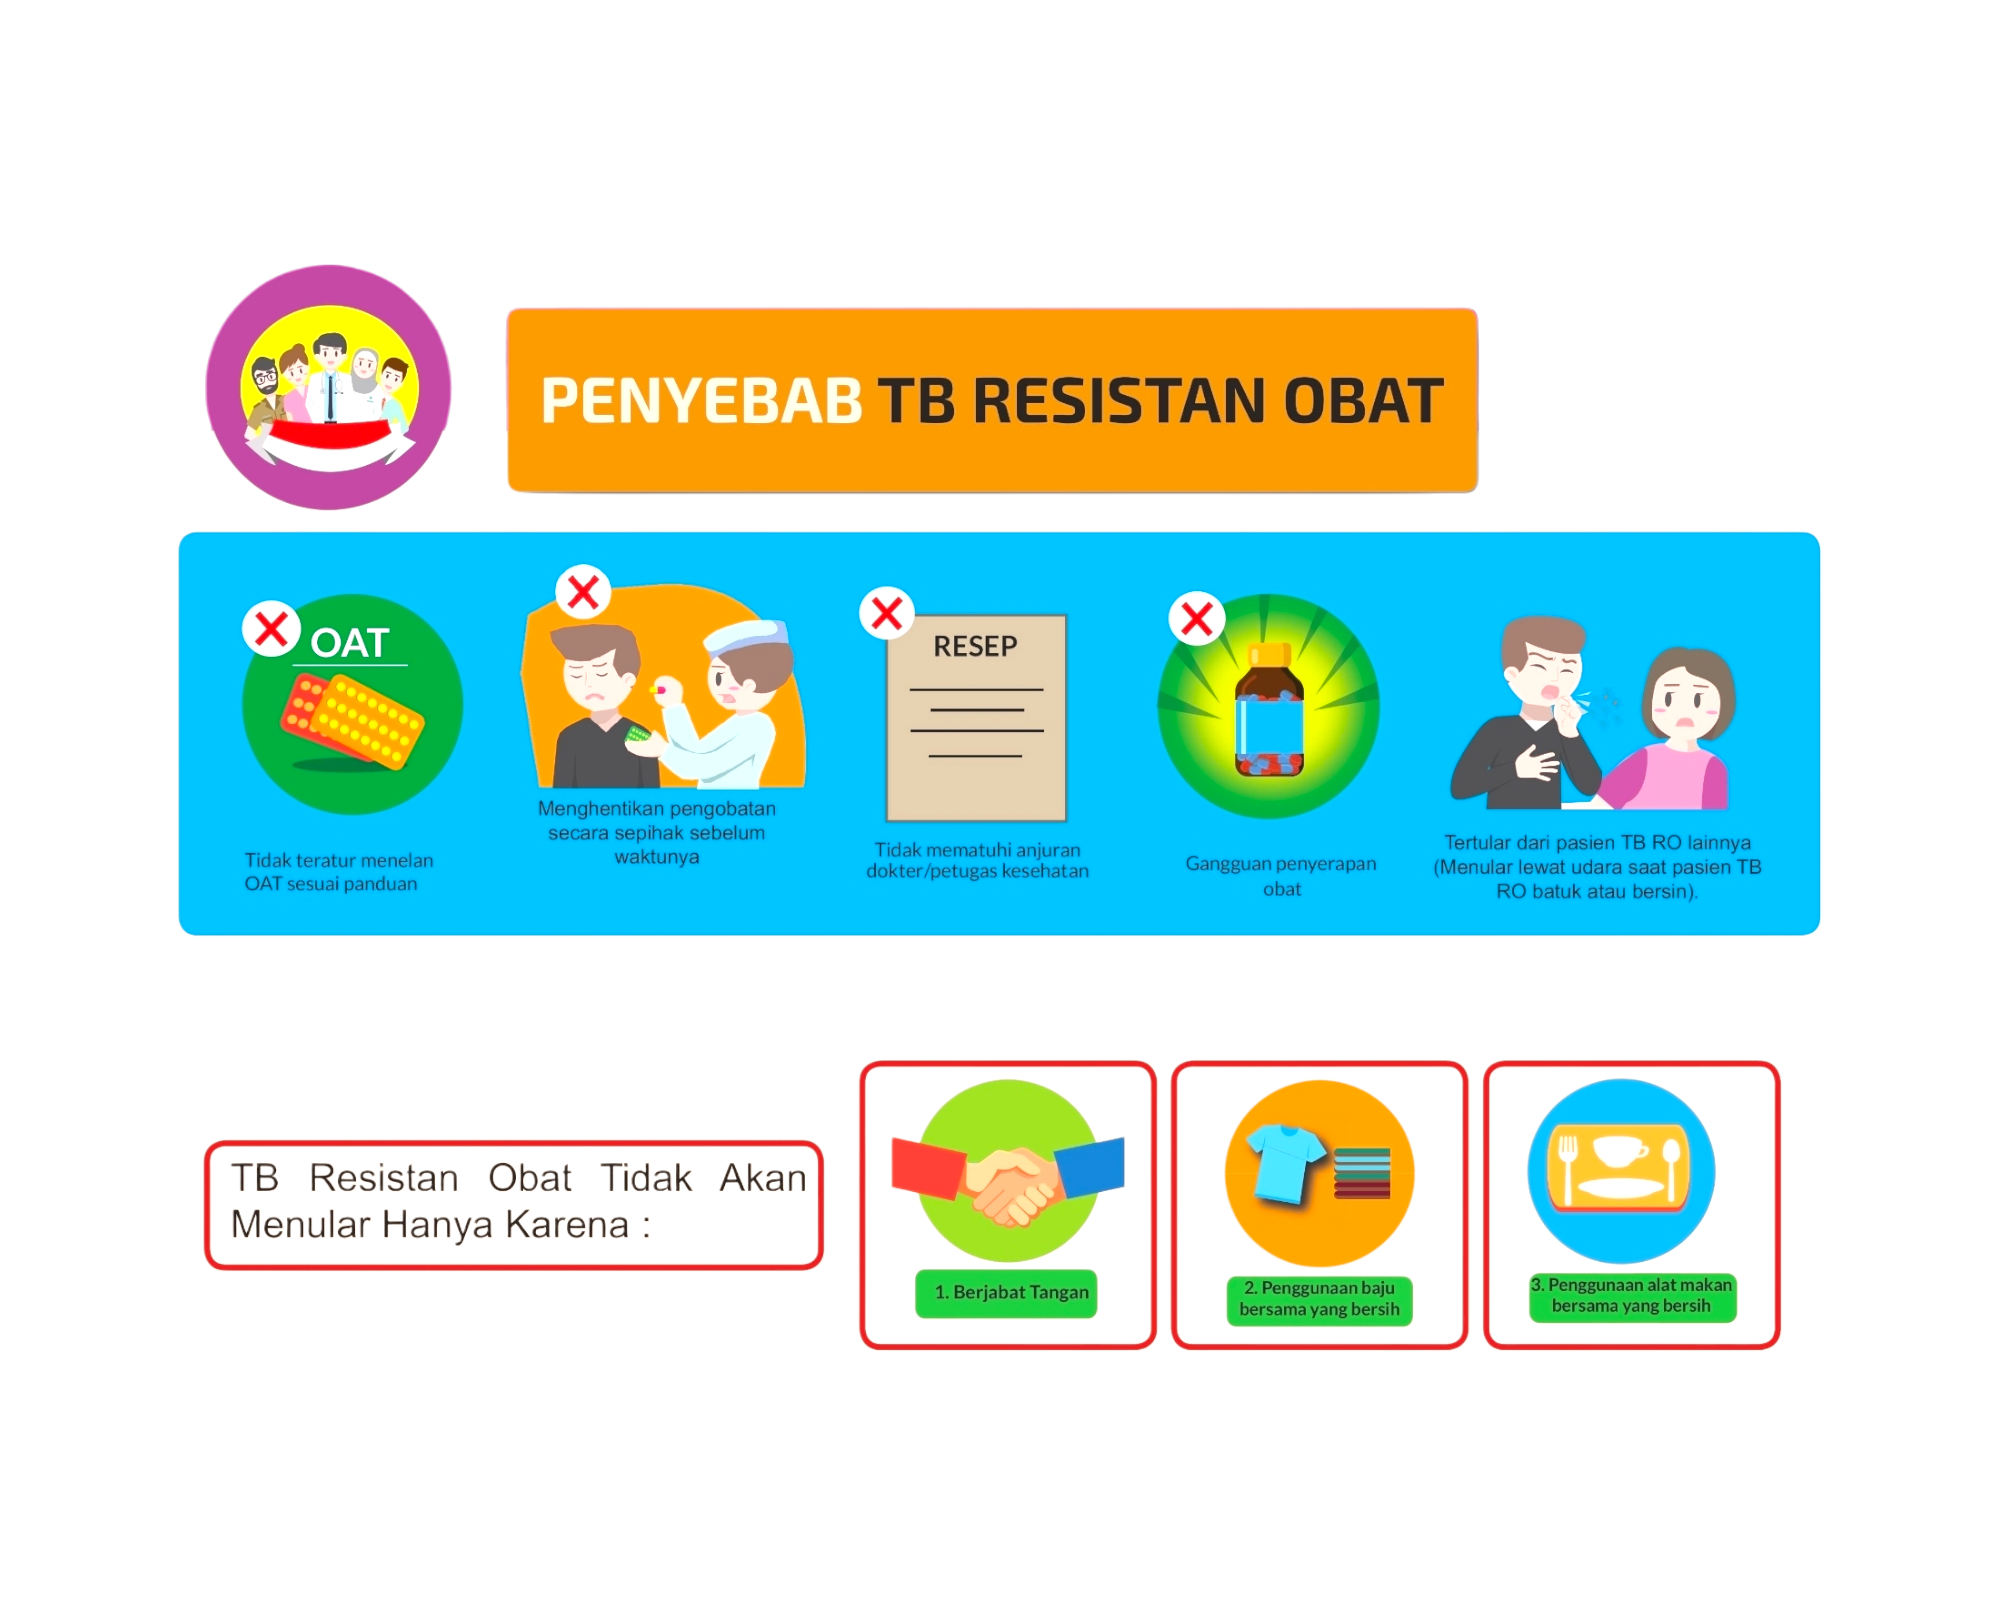 PENYEBAB TB RESISTAN OBAT
OAT
Tidak teratur menelan
OAT sesuai panduan
Menghentikan pengobatan
secara sepihak sebelum
waktunya
RESEP
Tidak mematuhi anjuran
dokter/petugas kesehatan
Gangguan penyerapan
obat
Tertular dari pasien TB RO lainnya
(Menular lewat udara saat pasien TB
RO batuk atau bersin).
TB Resistan Obat Tidak Akan
Menular Hanya Karena :
1. Berjabat Tangan
2. Penggunaan baju
bersama yang bersih
3. Penggunaan alat makan
bersama yang bersih